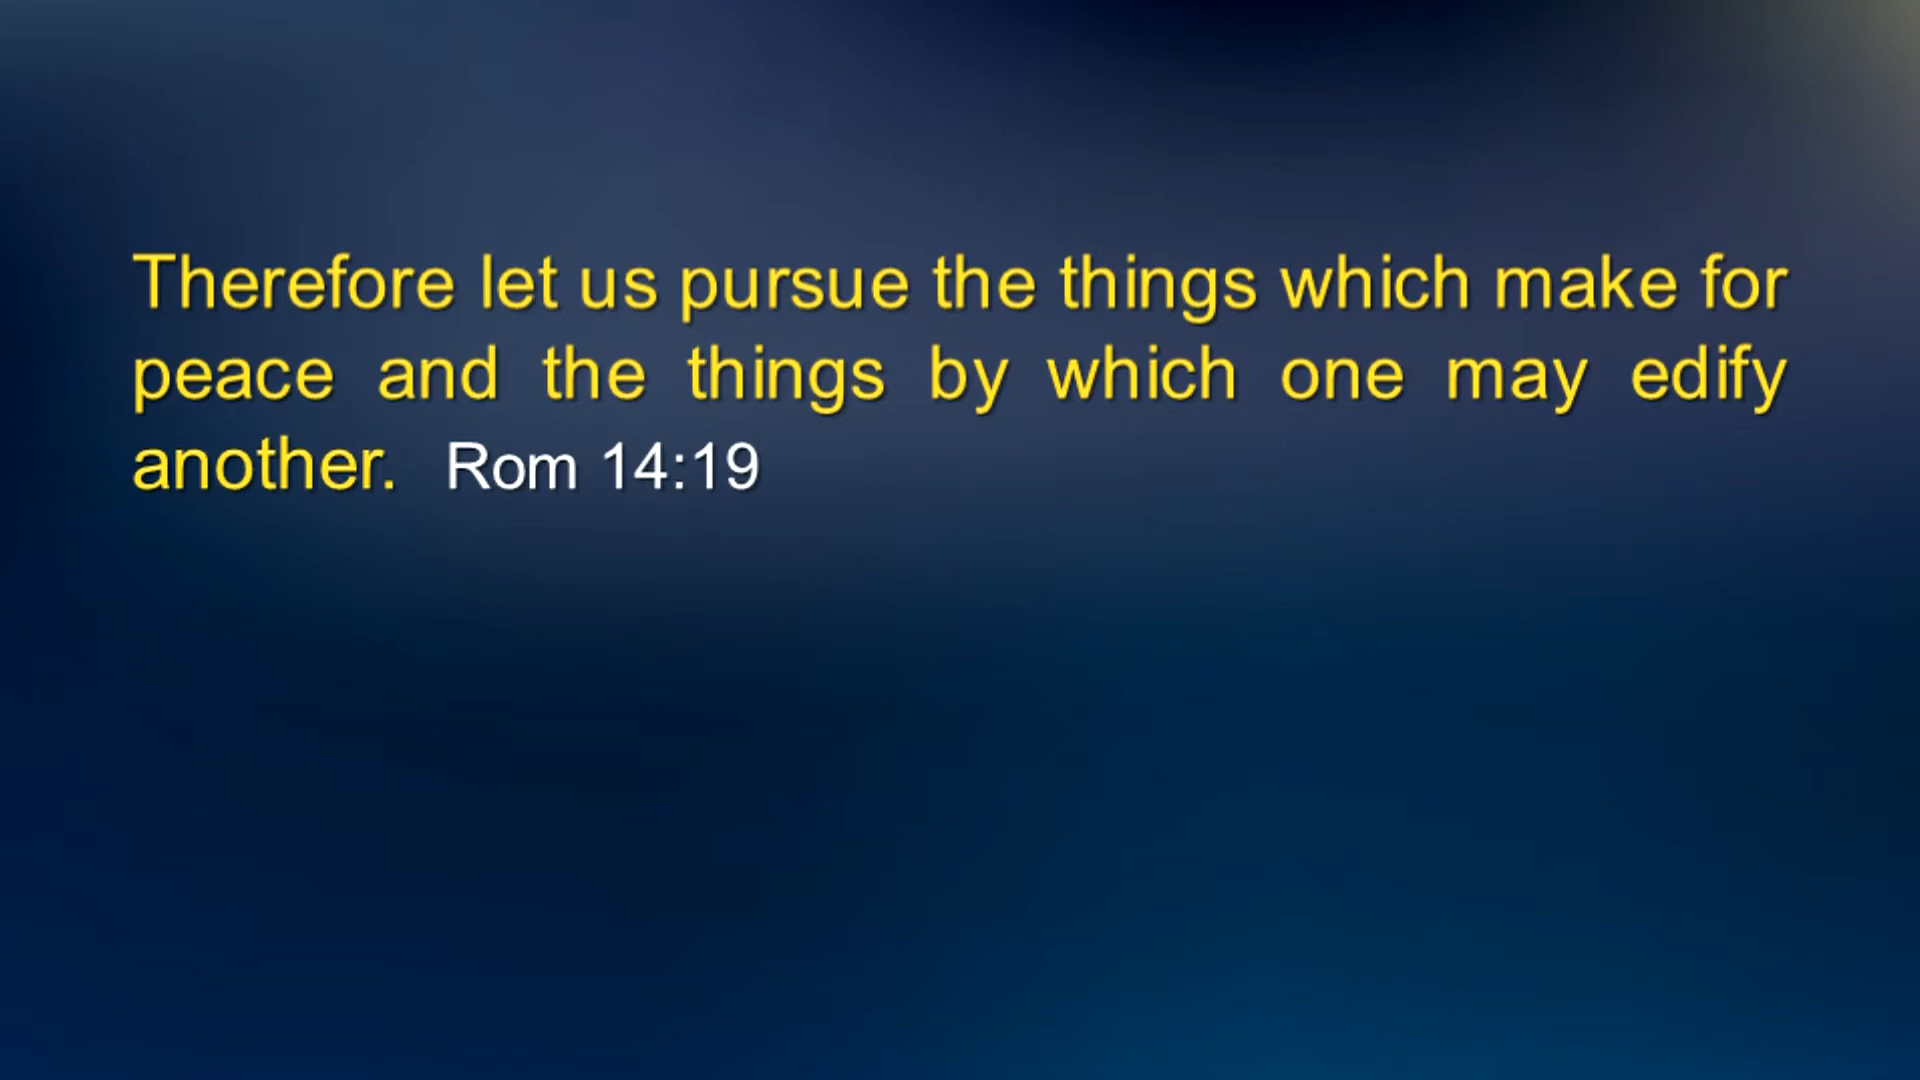 Therefore let us pursue the things which make for
peace and the things by which one may edify
another. Rom 14:19